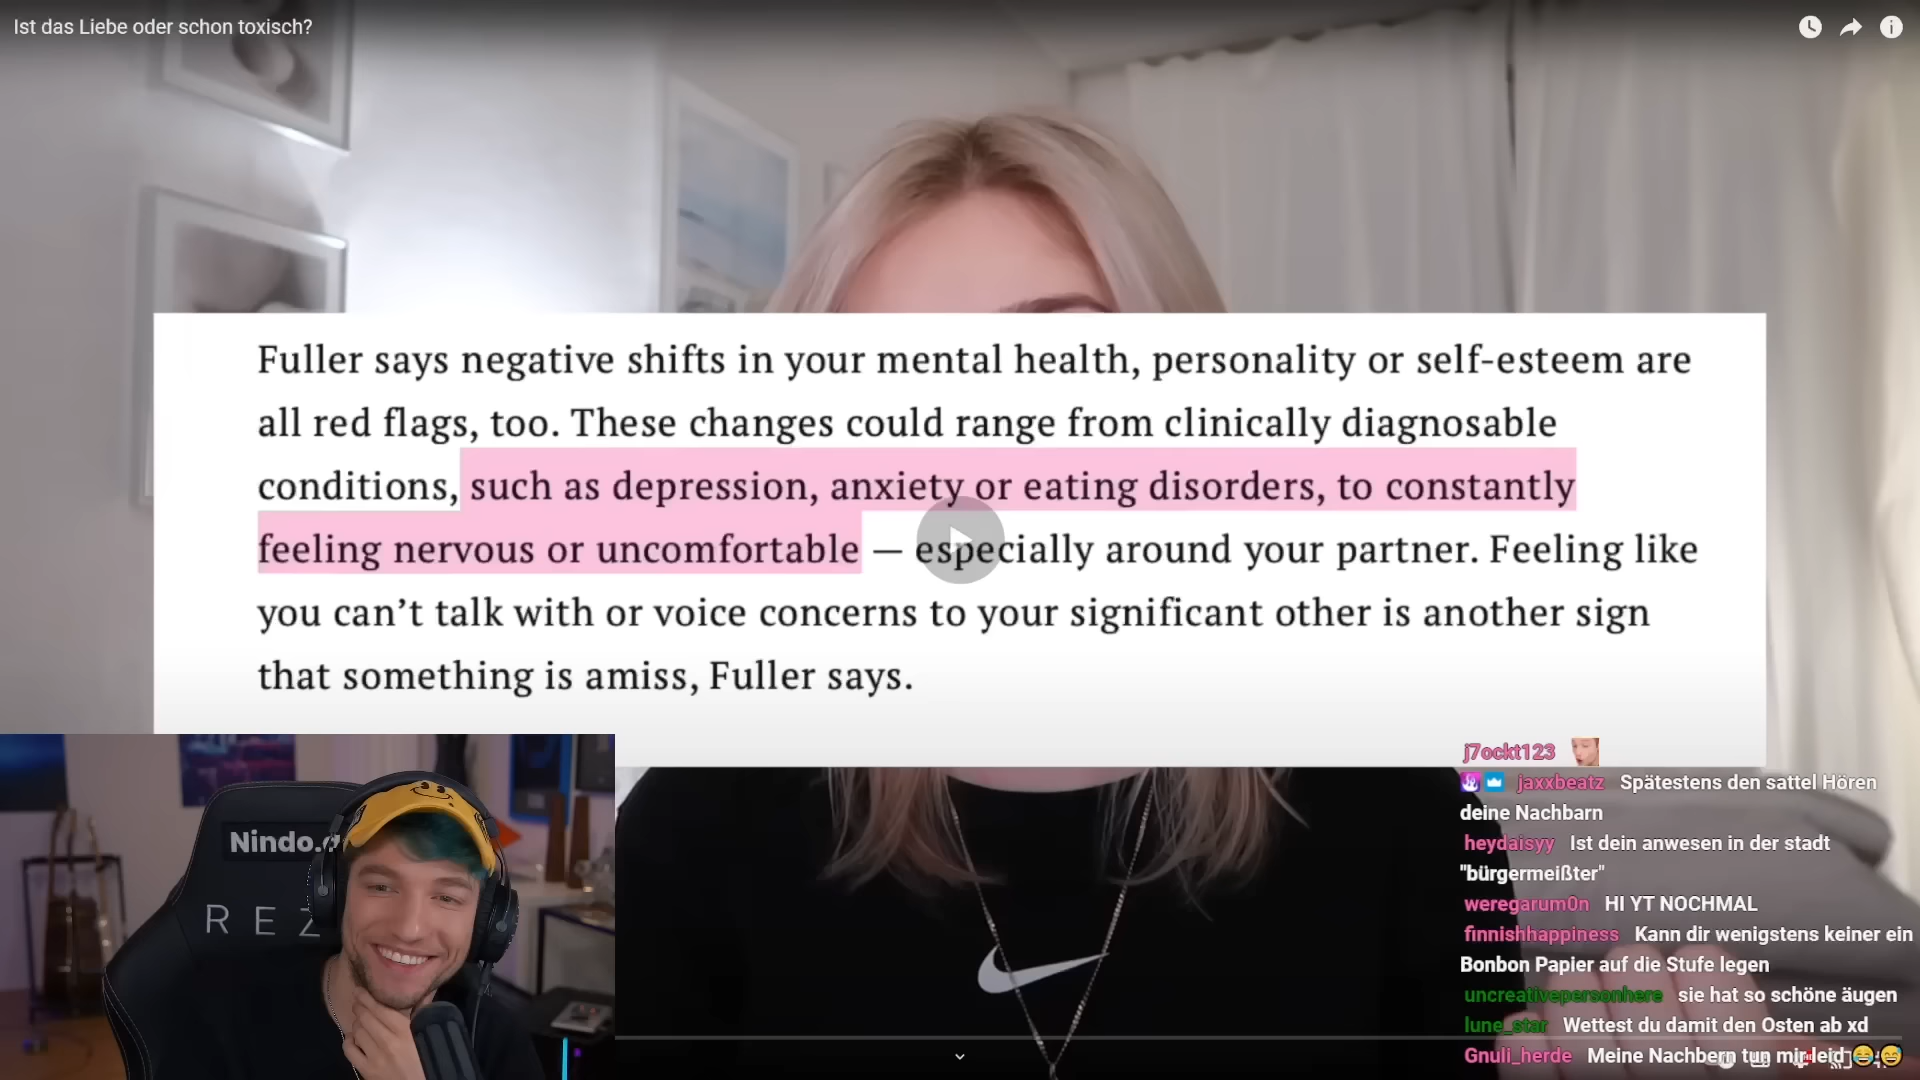 Ist das Liebe oder schon toxisch?
Fuller says negative shifts in your mental health, personality or self-esteem are
all red flags, too. These changes could range from clinically diagnosable
conditions, such as depression, anxiety or eating disorders, to constantly
feeling nervous or uncomfortable — especially around your partner. Feeling like
you can’t talk with or voice concerns to your significant other is another sign
that something is amiss, Fuller says.
Nindo.
REZ
j7ockt123
jaxxbeatz Spätestens den sattel Hören
deine Nachbarn
heydaisyy Ist dein anwesen in der stadt
"bürgermeißter"
weregarum0n HI YT NOCHMAL
finnishhappiness Kann dir wenigstens keiner ein
Bonbon Papier auf die Stufe legen
uncreativepersonhere sie hat so schöne äugen
lune_star Wettest du damit den Osten ab xd
Gnuli_herde Meine Nachbern tun mir leid 😂😅